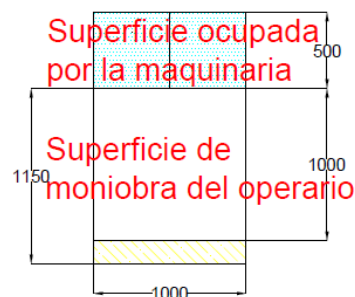 Superficie ocupada
por la maquinaria
500
Superficie de
moniobra del operario
1150
1000
1000